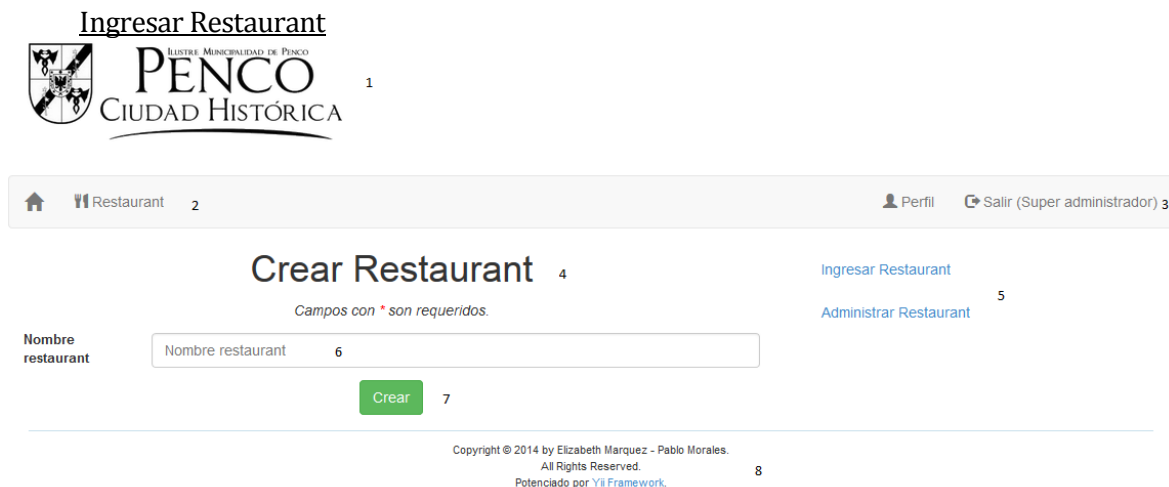 Ingresar Restaurant
ILUSTRE MUNICIPALIDAD DE PENCO
PENCO
CIUDAD HISTÓRICA
1
Restaurant 2 Perfil Salir (Super administrador) 3
Crear Restaurant 4
Campos con * son requeridos.
Ingresar Restaurant
Administrar Restaurant
5
Nombre
restaurant
Nombre restaurant 6
Crear 7
Copyright © 2014 by Elizabeth Marquez - Pablo Morales.
All Rights Reserved.
8
Potenciado por Yii Framework.